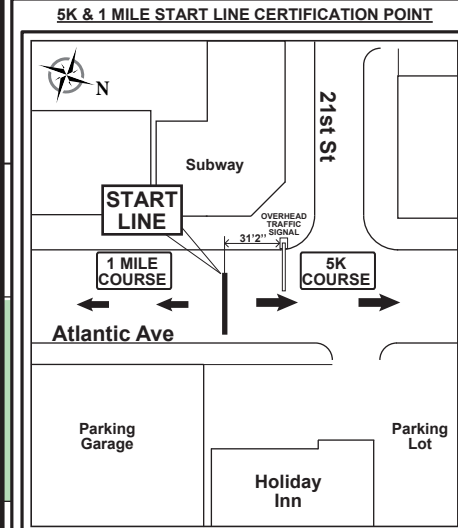 5K & 1 MILE START LINE CERTIFICATION POINT
N
21st St
Subway
START
LINE
OVERHEAD
TRAFFIC
SIGNAL
31'2''
1 MILE
COURSE
5K
COURSE
Atlantic Ave
Parking
Garage
Parking
Lot
Holiday
Inn